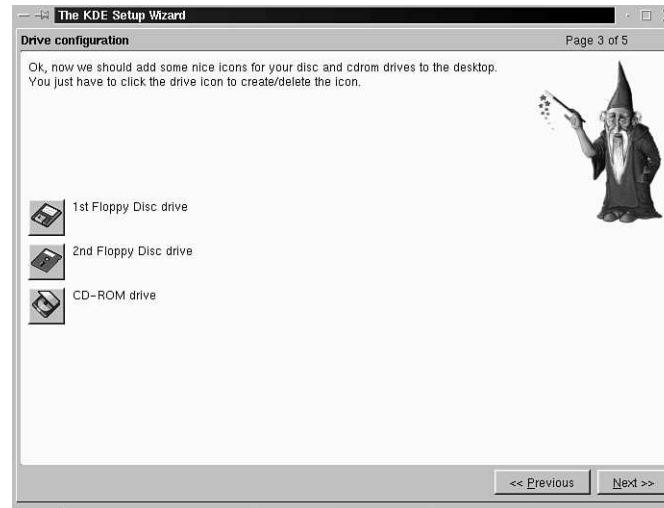 The KDE Setup Wizard
Drive configuration Page 3 of 5
Ok, now we should add some nice icons for your disc and cdrom drives to the desktop.
You just have to click the drive icon to create/delete the icon.
1st Floppy Disc drive
2nd Floppy Disc drive
CD-ROM drive
<< Previous Next >>